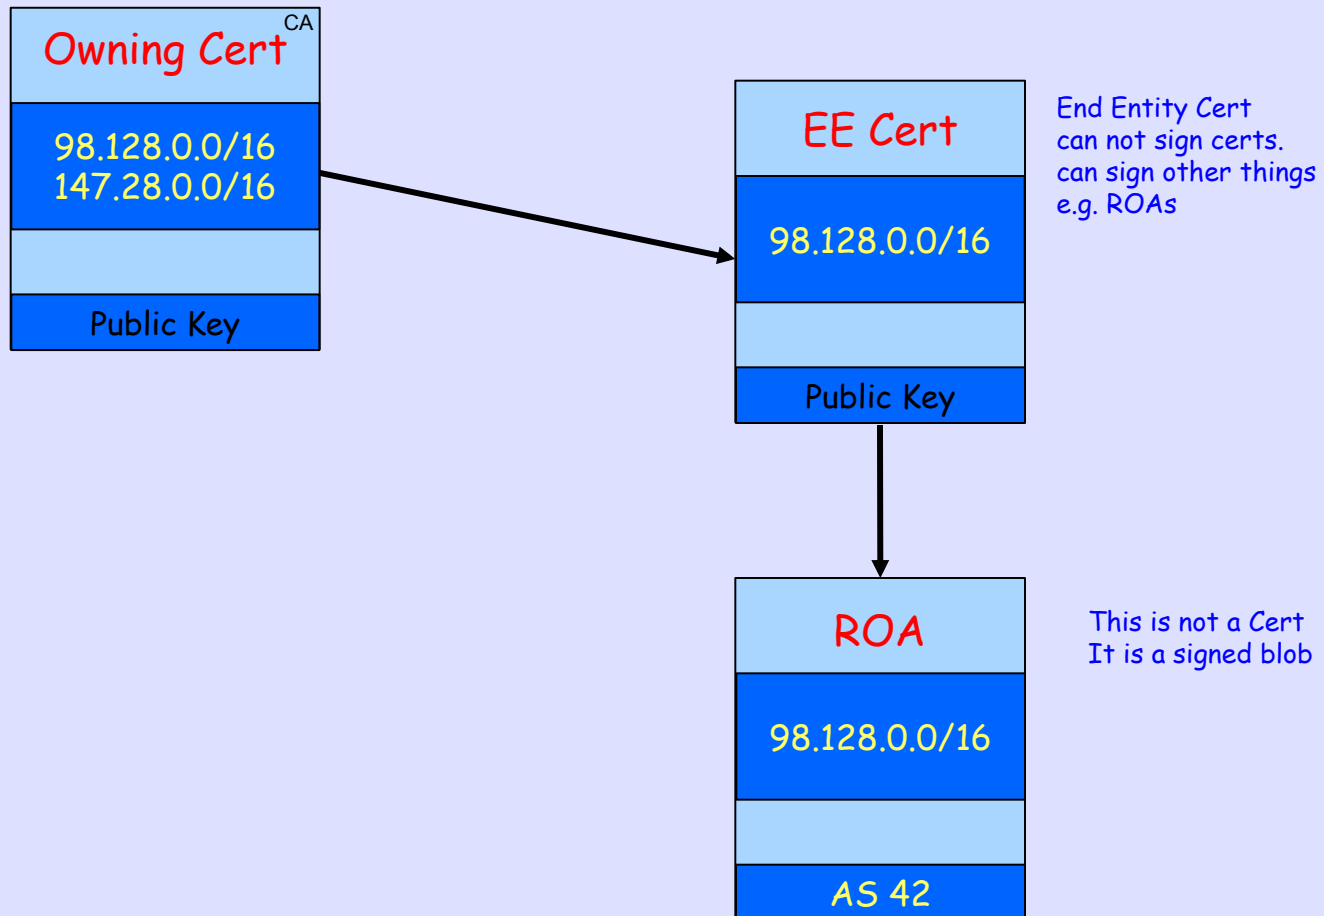 CA
Owning Cert
98.128.0.0/16
147.28.0.0/16
Public Key
EE Cert
98.128.0.0/16
Public Key
End Entity Cert
can not sign certs.
can sign other things
e.g. ROAs
ROA
98.128.0.0/16
AS 42
This is not a Cert
It is a signed blob